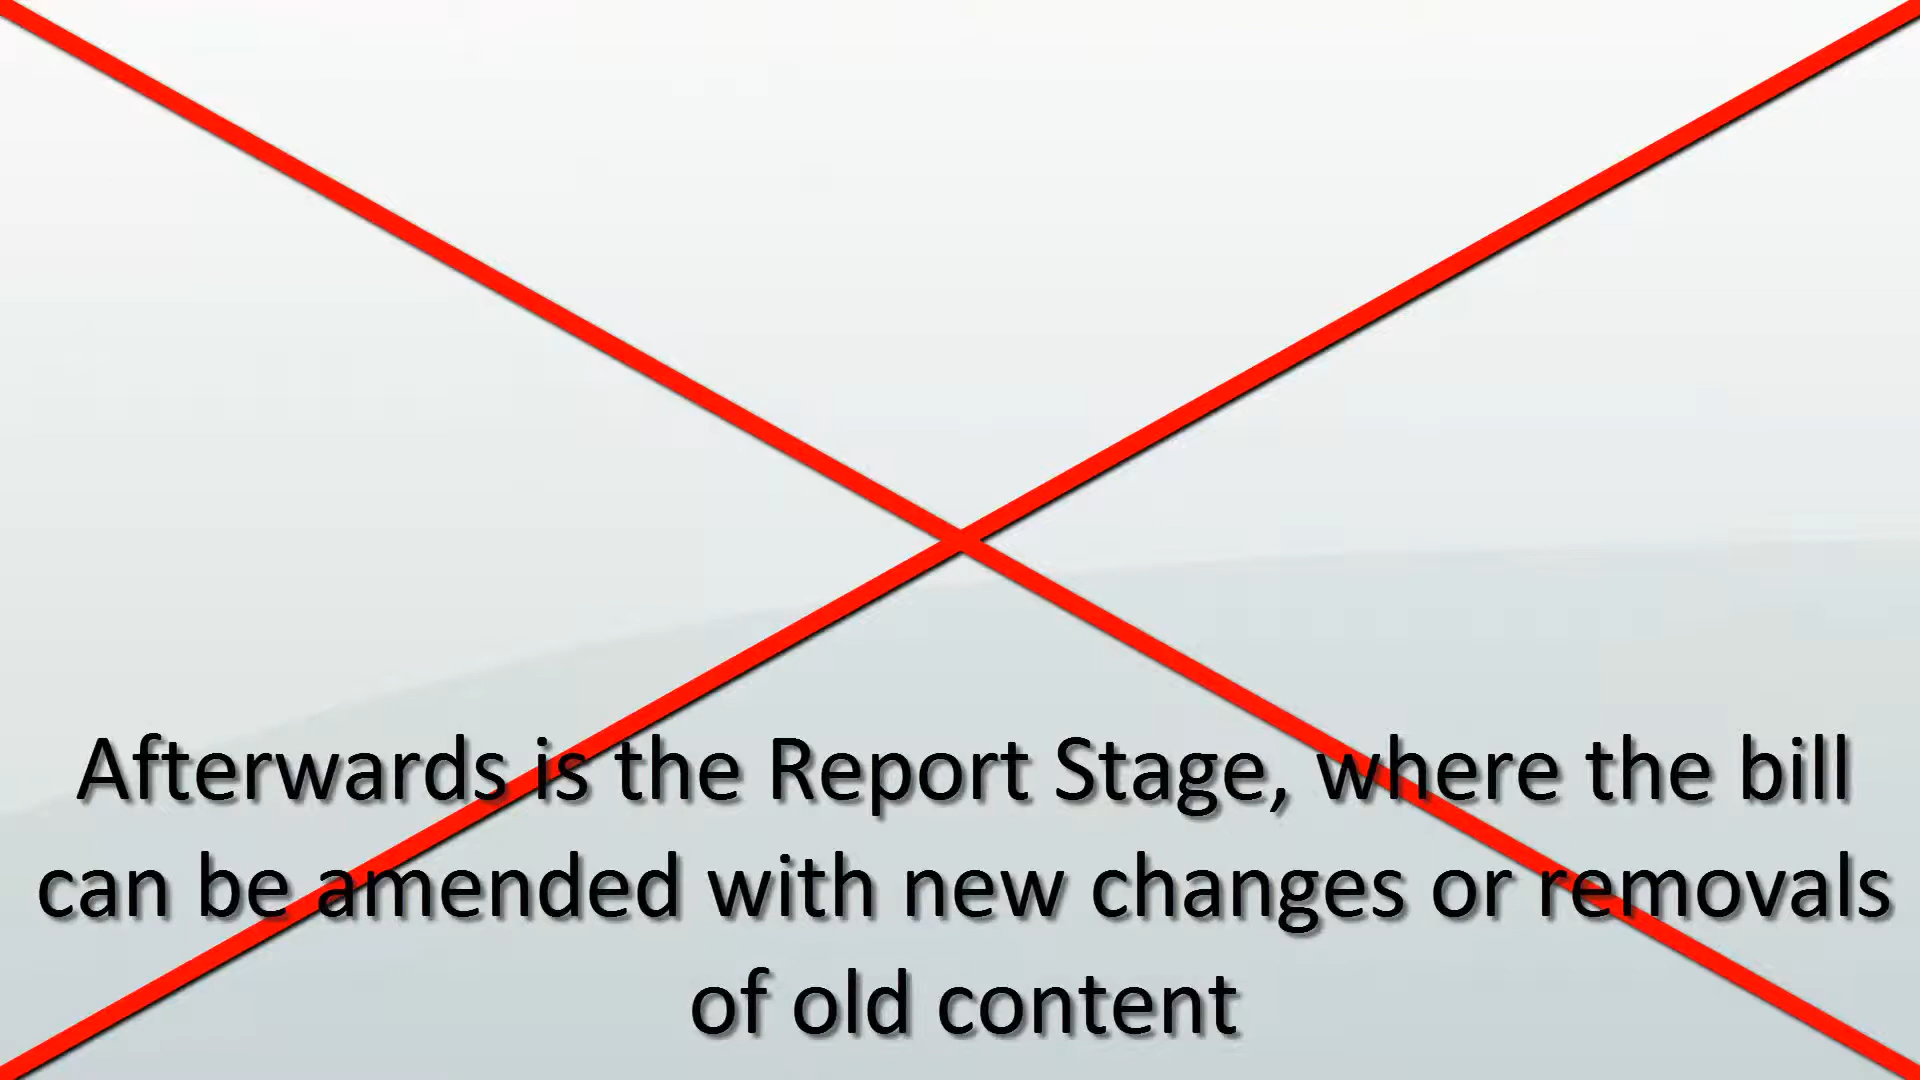 Afterwards is the Report Stage, where the bill
can be amended with new changes or removals
of old content